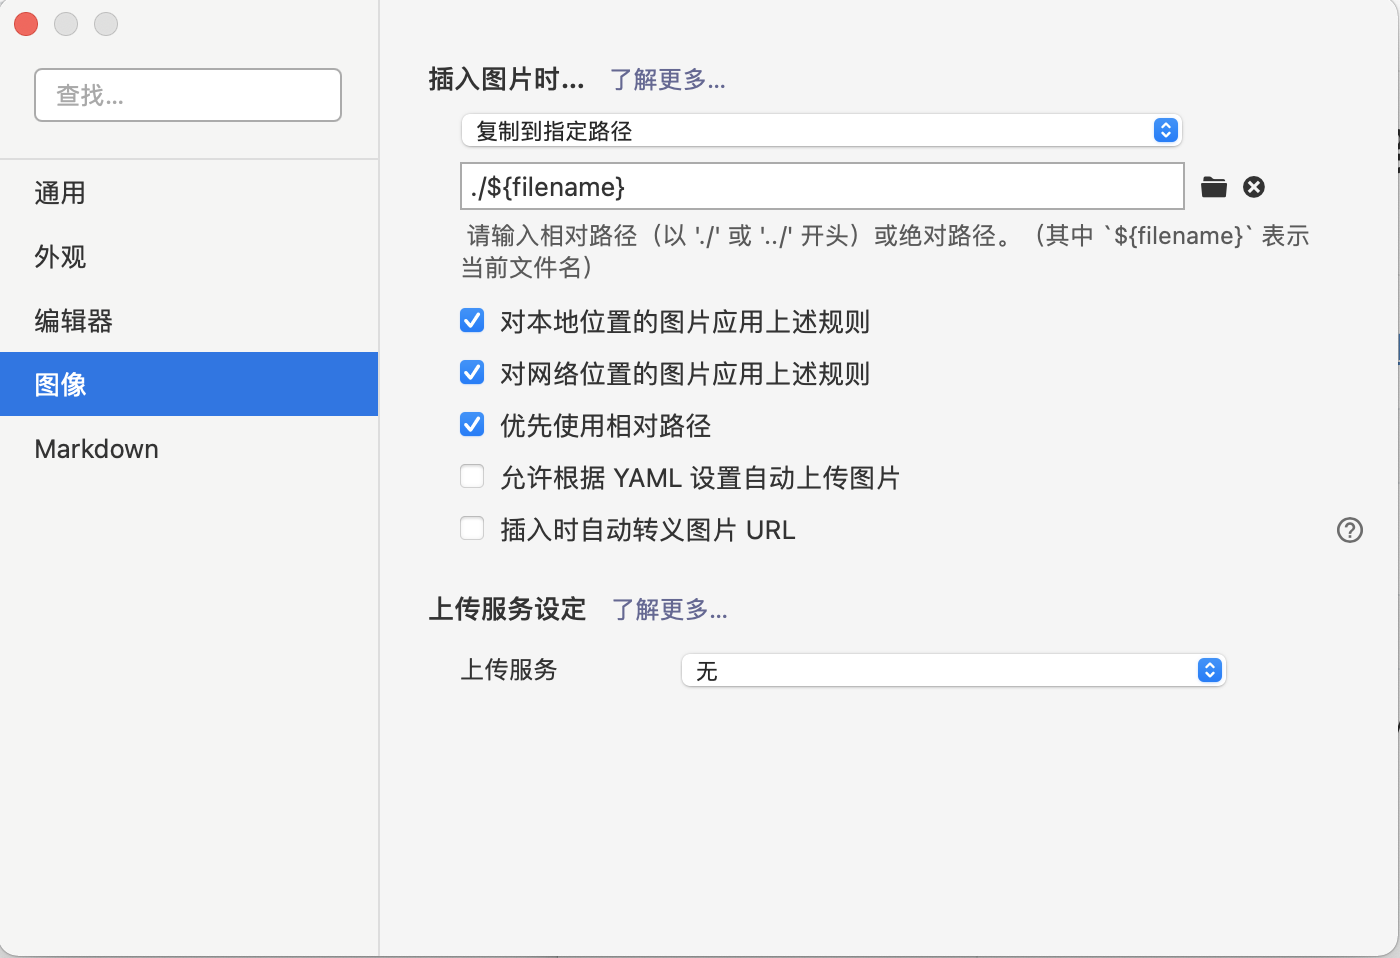 查找...
通用
外观
编辑器
图像
Markdown
插入图片时... 了解更多...
复制到指定路径
./${filename}
请输入相对路径（以 './' 或 '../' 开头）或绝对路径。（其中 `${filename}` 表示
当前文件名）
对本地位置的图片应用上述规则
对网络位置的图片应用上述规则
优先使用相对路径
允许根据 YAML 设置自动上传图片
插入时自动转义图片 URL
上传服务设定 了解更多...
上传服务 无